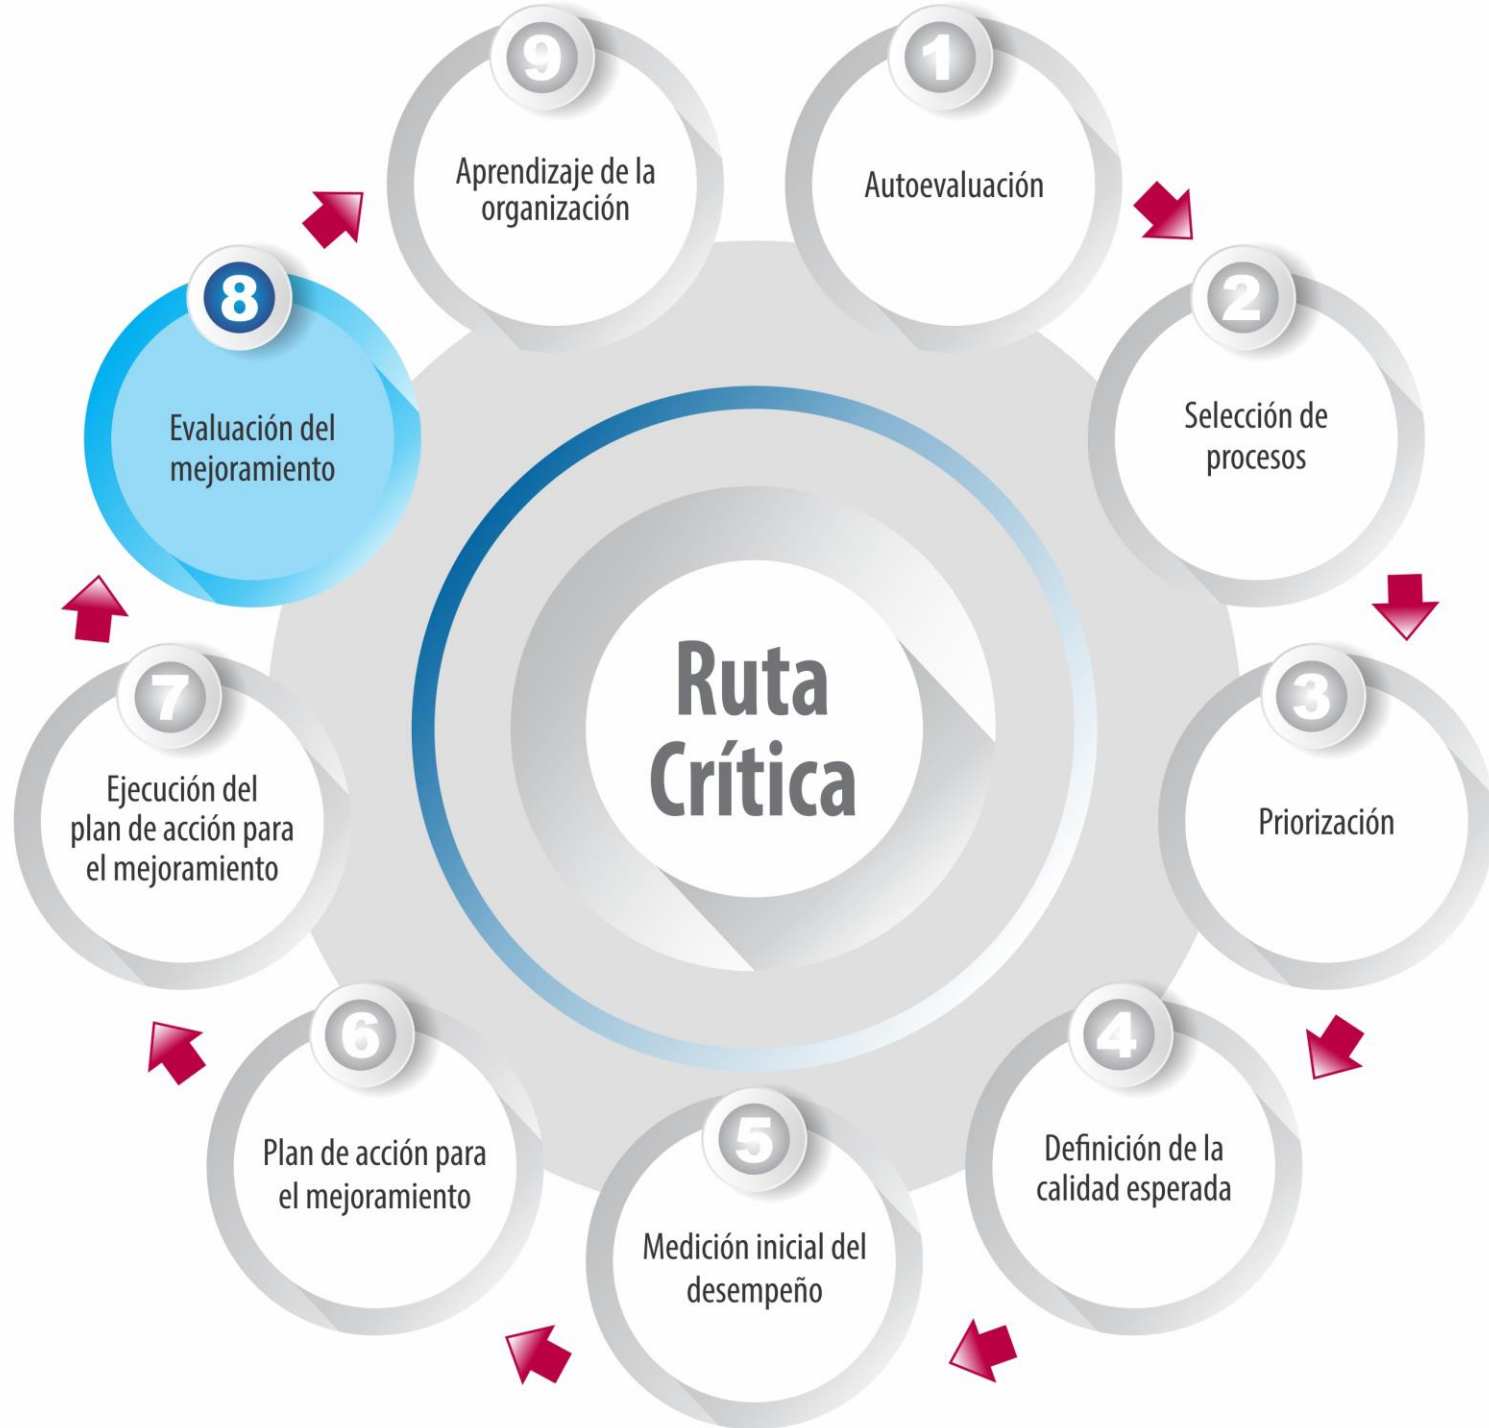 9
Aprendizaje de la
organización
1
Autoevaluación
2
Selección de
procesos
3
Priorización
4
Definición de la
calidad esperada
5
Medición inicial del
desempeño
6
Plan de acción para
el mejoramiento
7
Ejecución del
plan de acción para
el mejoramiento
8
Evaluación del
mejoramiento
Ruta
Crítica